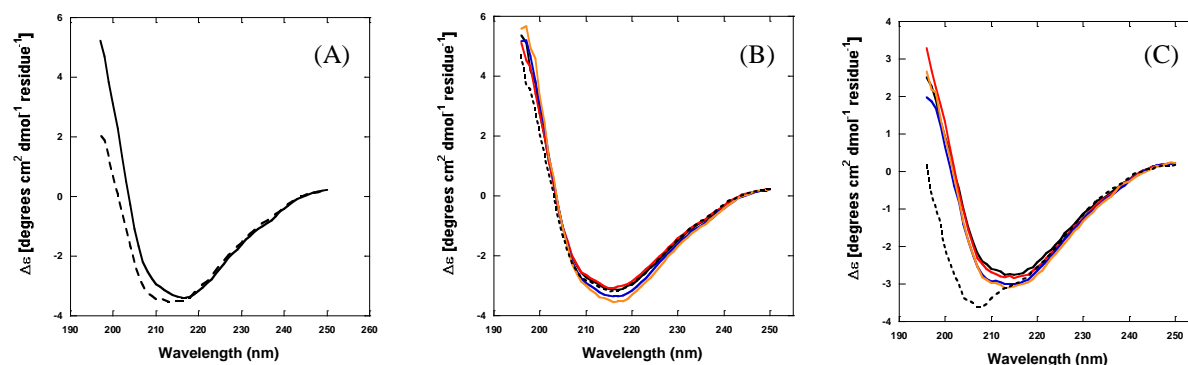 (A)
Δε [degrees cm² dmol⁻¹ residue⁻¹]
6
4
2
0
-2
-4
190 200 210 220 230 240 250 260
Wavelength (nm)
(B)
Δε [degrees cm² dmol⁻¹ residue⁻¹]
6
4
2
0
-2
-4
190 200 210 220 230 240 250
Wavelength (nm)
(C)
Δε [degrees cm² dmol⁻¹ residue⁻¹]
4
3
2
1
0
-1
-2
-3
-4
190 200 210 220 230 240 250
Wavelength (nm)